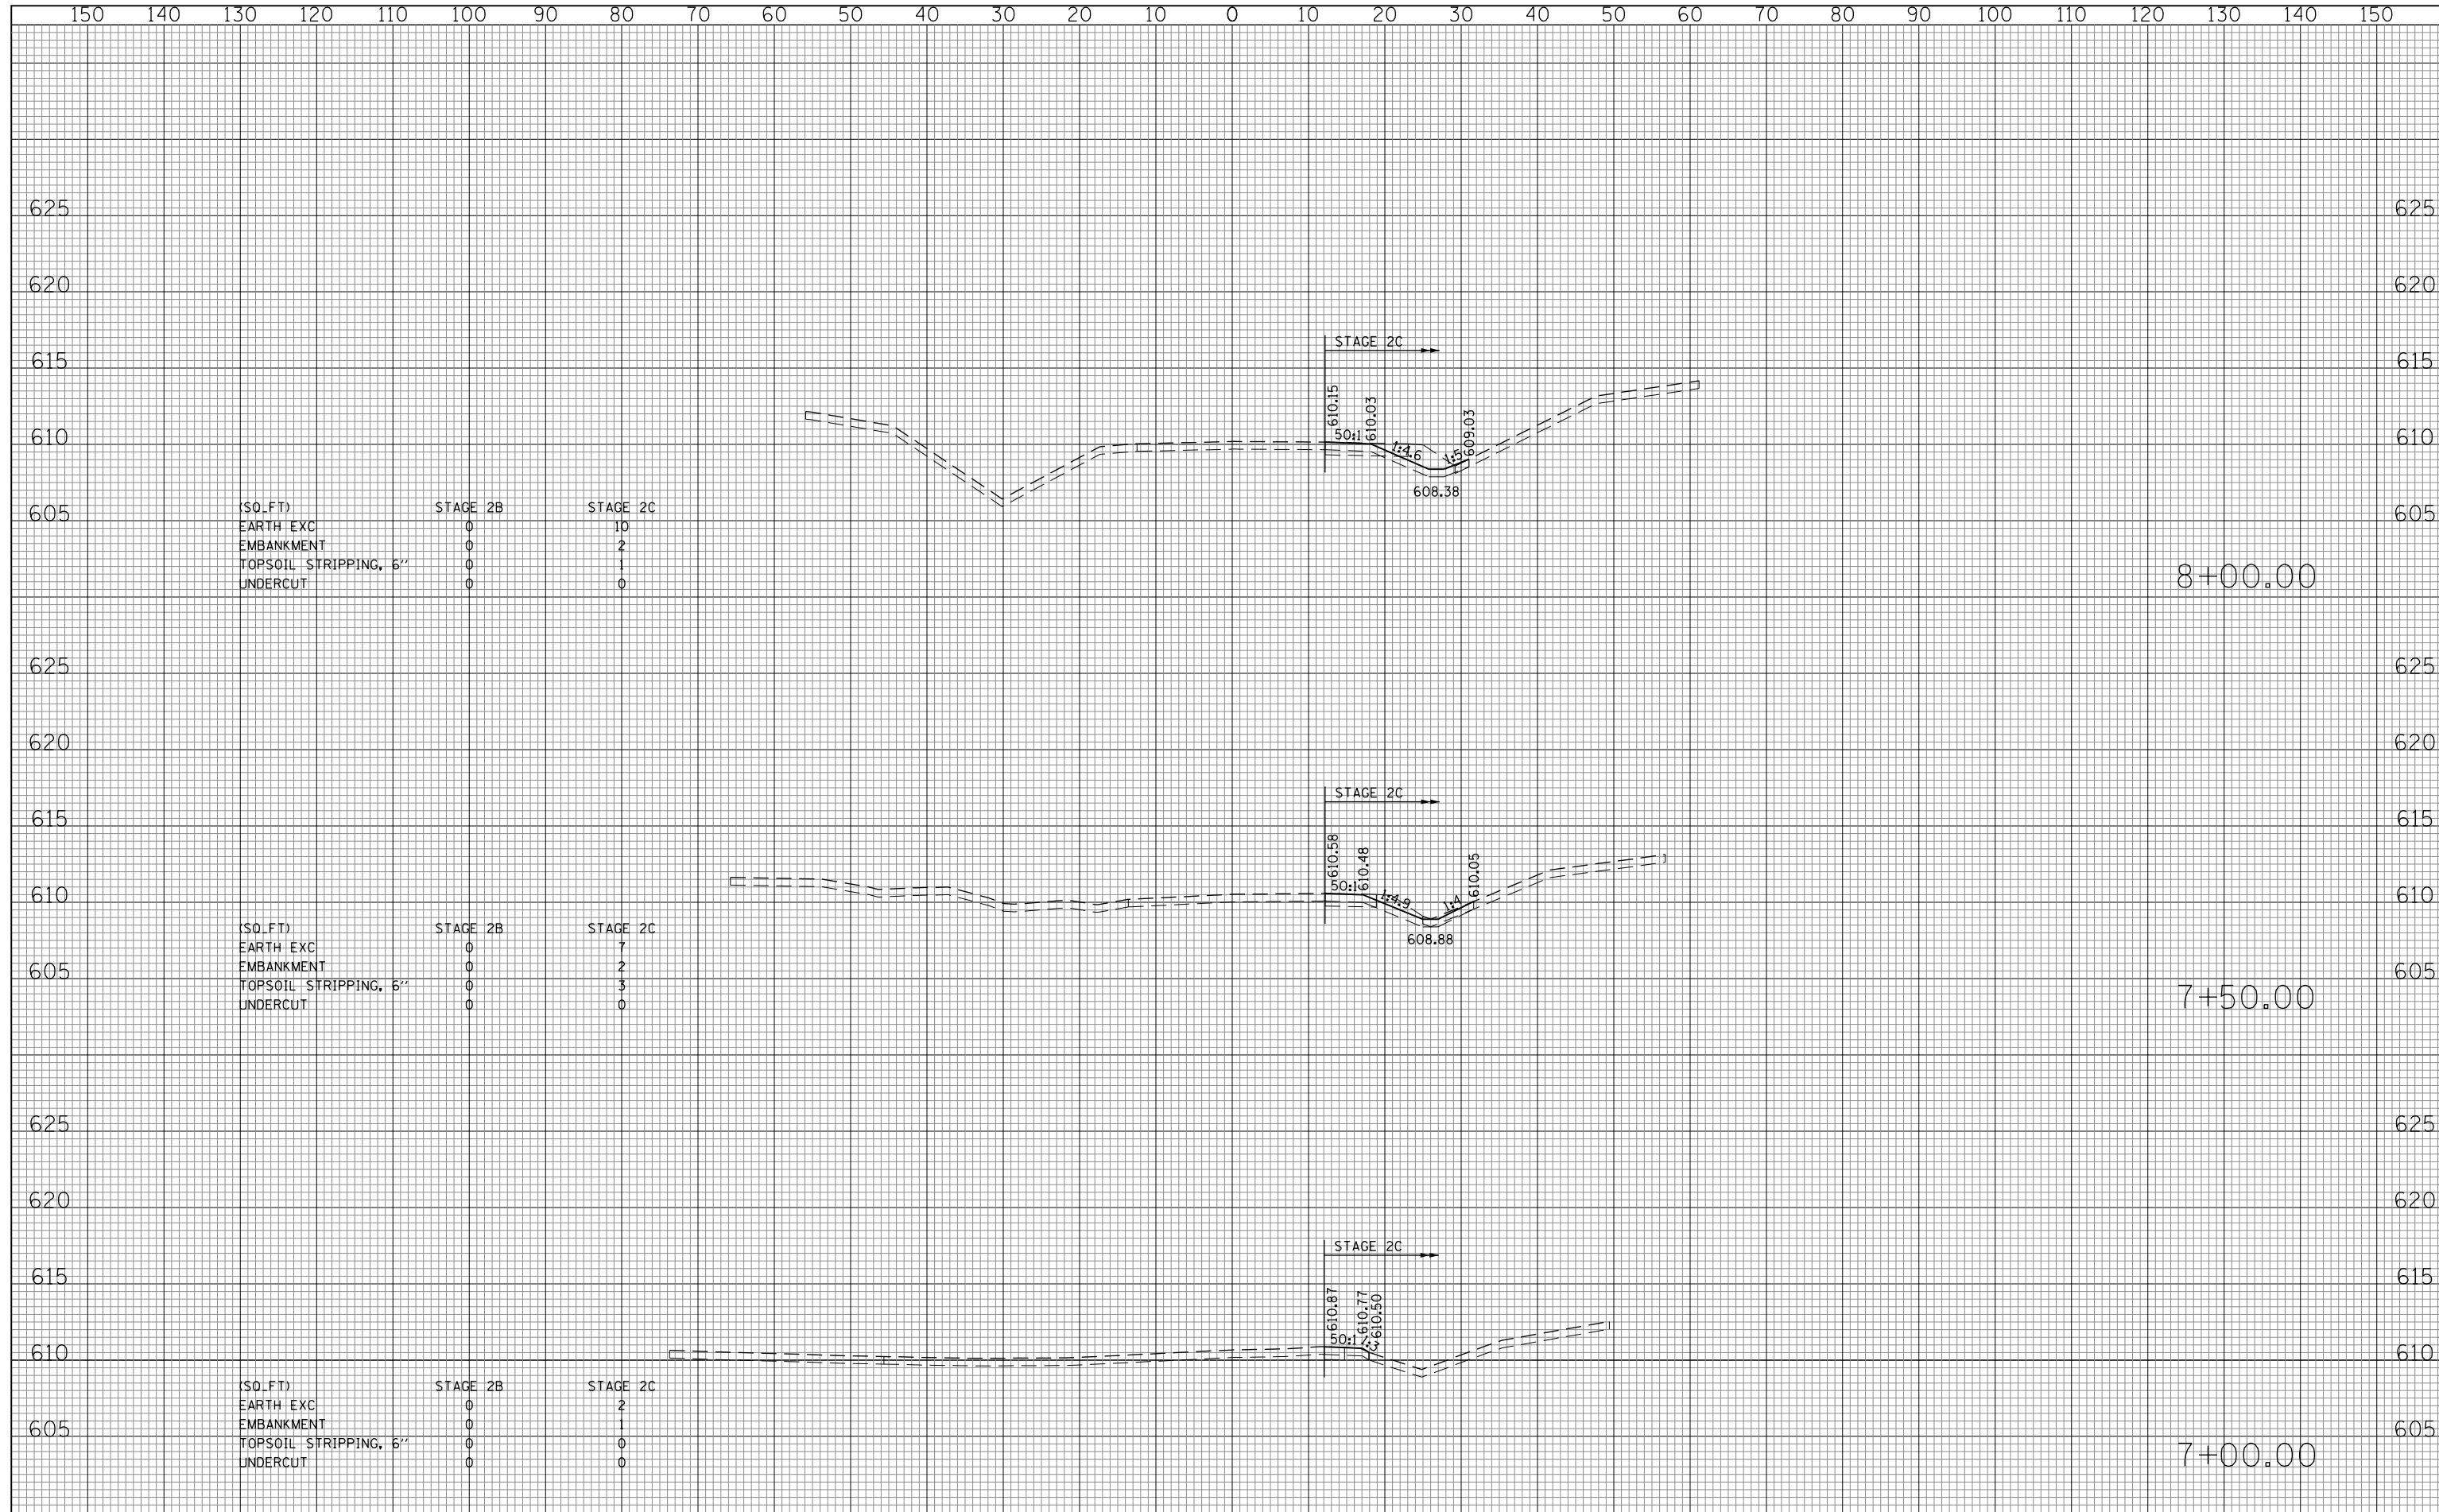 150 140 130 120 110 100 90 80 70 60 50 40 30 20 10 0 10 20 30 40 50 60 70 80 90 100 110 120 130 140 150
625 625
620 620
STAGE 2C
615 615
610.15 610.03 609.03
610 50:1 1:4.6 1:5 610
608.38
605 605
(SQ_FT) STAGE 2B STAGE 2C
EARTH EXC 0 10
EMBANKMENT 0 2
TOPSOIL STRIPPING, 6'' 0 1
UNDERCUT 0 0
8+00.00
625 625
620 620
STAGE 2C
615 615
610.58 610.48 610.05
610 50:1 1:4.9 1:4 610
608.88
(SQ_FT) STAGE 2B STAGE 2C
EARTH EXC 0 7
EMBANKMENT 0 2
605 605
TOPSOIL STRIPPING, 6'' 0 3
UNDERCUT 0 0
7+50.00
625 625
620 620
STAGE 2C
615 615
610.87 610.77 610.50
50:1
610 610
(SQ_FT) STAGE 2B STAGE 2C
EARTH EXC 0 2
EMBANKMENT 0 1
605 605
TOPSOIL STRIPPING, 6'' 0 0
UNDERCUT 0 0
7+00.00